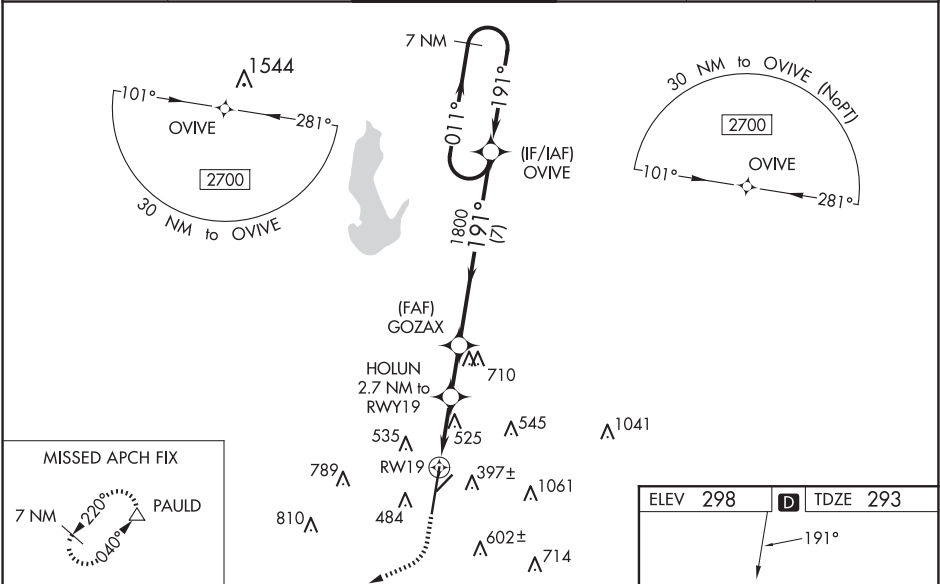 1544
101°
281°
OVIVE
2700
30 NM to OVIVE
7 NM
011°
191°
(IF/IAF)
OVIVE
1800
191°
(7)
30 NM to OVIVE (NoPT)
2700
OVIVE
101°
281°
(FAF)
GOZAX
710
HOLUN
2.7 NM to
RWY19
525
545
1041
535
RW19
397±
789
484
1061
810
602±
714
MISSED APCH FIX
7 NM
220°
040°
PAULD
ELEV 298 D TDZE 293
191°